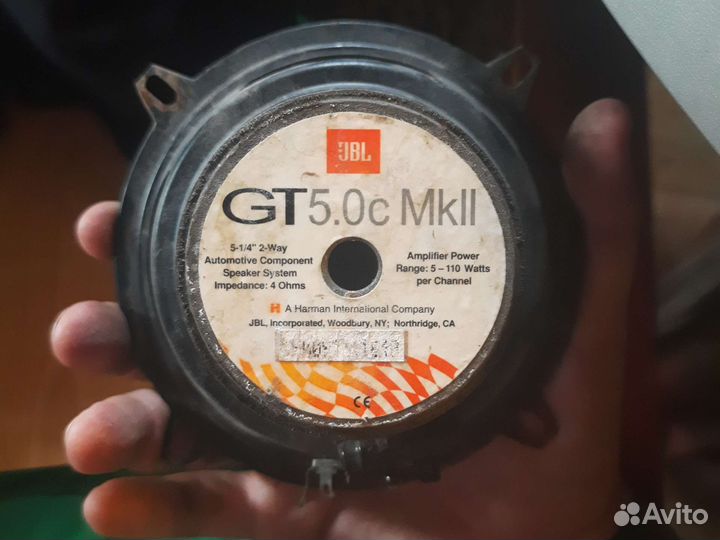 JBL
GT5.0c MkII
5-1/4" 2-Way
Automotive Component
Speaker System
Impedance: 4 Ohms
Amplifier Power
Range: 5 – 110 Watts
per Channel
A Harman International Company
JBL, Incorporated, Woodbury, NY; Northridge, CA
CE
Avito